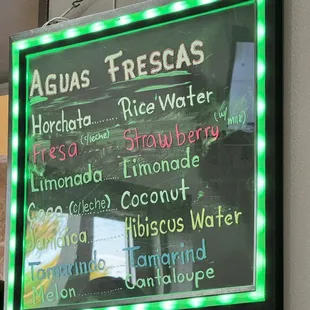 AGUAS FRESCAS
Horchata......... Rice Water
Fresa (c/leche) ... Strawberry (w/ milk)
Limonada ...... Limonade
Coco (c/leche) ... Coconut
Jamaica ....... Hibiscus Water
Tamarindo ... Tamarind
Melon ........ Cantaloupe